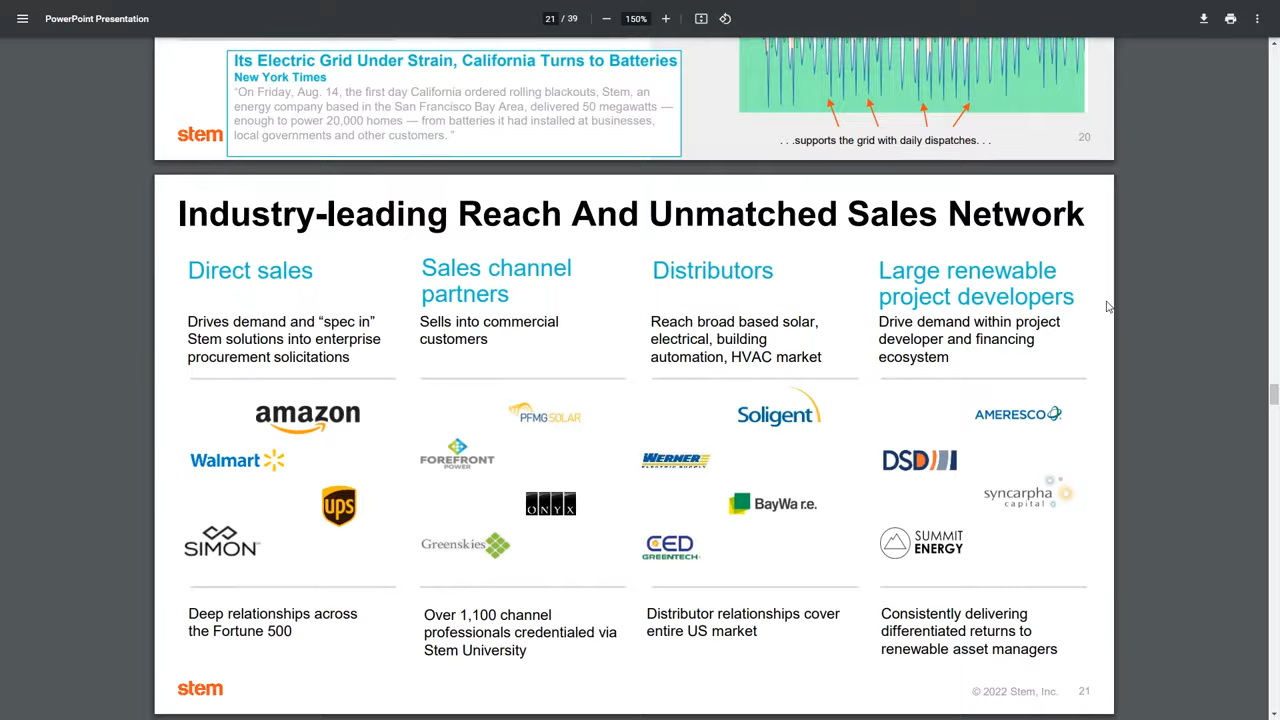 PowerPoint Presentation
21 / 39
150%
Its Electric Grid Under Strain, California Turns to Batteries
New York Times
"On Friday, Aug. 14, the first day California ordered rolling blackouts, Stem, an
energy company based in the San Francisco Bay Area, delivered 50 megawatts —
enough to power 20,000 homes — from batteries it had installed at businesses,
local governments and other customers. "
stem
. . .supports the grid with daily dispatches. . .
20
Industry-leading Reach And Unmatched Sales Network
Direct sales
Drives demand and “spec in”
Stem solutions into enterprise
procurement solicitations
amazon
Walmart
ups
SIMON
Deep relationships across
the Fortune 500
Sales channel
partners
Sells into commercial
customers
PFMG SOLAR
FOREFRONT
POWER
ONYX
Greenskies
Over 1,100 channel
professionals credentialed via
Stem University
Distributors
Reach broad based solar,
electrical, building
automation, HVAC market
Soligent
WERNER
ELECTRIC SUPPLY
BayWa r.e.
CED
GREENTECH
Distributor relationships cover
entire US market
Large renewable
project developers
Drive demand within project
developer and financing
ecosystem
AMERESCO
DSD
syncarpha
capital
SUMMIT
ENERGY
Consistently delivering
differentiated returns to
renewable asset managers
stem
© 2022 Stem, Inc.
21